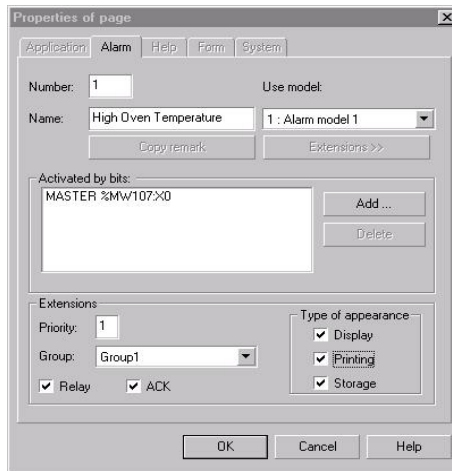 Properties of page
Application Alarm Help Form System
Number: 1 Use model:
Name: High Oven Temperature 1 : Alarm model 1
Copy remark Extensions >>
Activated by bits:
MASTER %MW107:X0
Add ...
Delete
Extensions
Type of appearance
Priority: 1
Display
Group: Group1
Printing
Relay ACK
Storage
OK Cancel Help